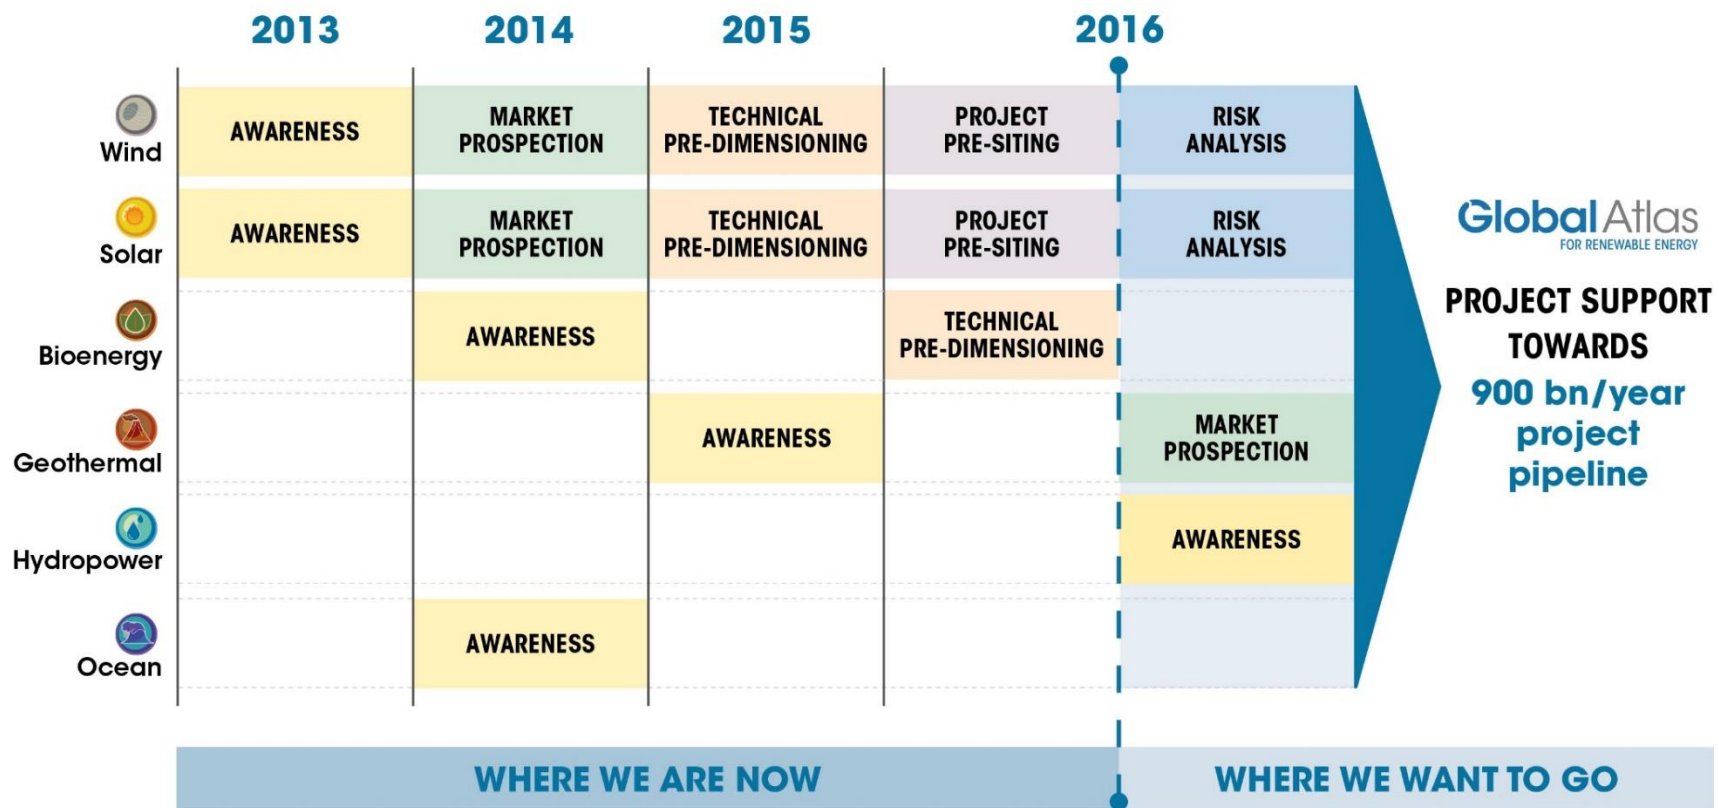 2013 2014 2015 2016
Wind
AWARENESS
MARKET
PROSPECTION
TECHNICAL
PRE-DIMENSIONING
PROJECT
PRE-SITING
RISK
ANALYSIS
Solar
AWARENESS
MARKET
PROSPECTION
TECHNICAL
PRE-DIMENSIONING
PROJECT
PRE-SITING
RISK
ANALYSIS
Bioenergy
AWARENESS
TECHNICAL
PRE-DIMENSIONING
Geothermal
AWARENESS
MARKET
PROSPECTION
Hydropower
AWARENESS
Ocean
AWARENESS
GlobalAtlas
FOR RENEWABLE ENERGY
PROJECT SUPPORT
TOWARDS
900 bn/year
project
pipeline
WHERE WE ARE NOW
WHERE WE WANT TO GO